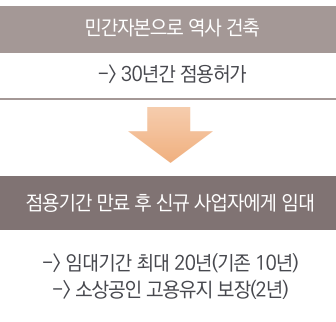 민간자본으로 역사 건축
-> 30년간 점용허가
점용기간 만료 후 신규 사업자에게 임대
-> 임대기간 최대 20년(기존 10년)
-> 소상공인 고용유지 보장(2년)